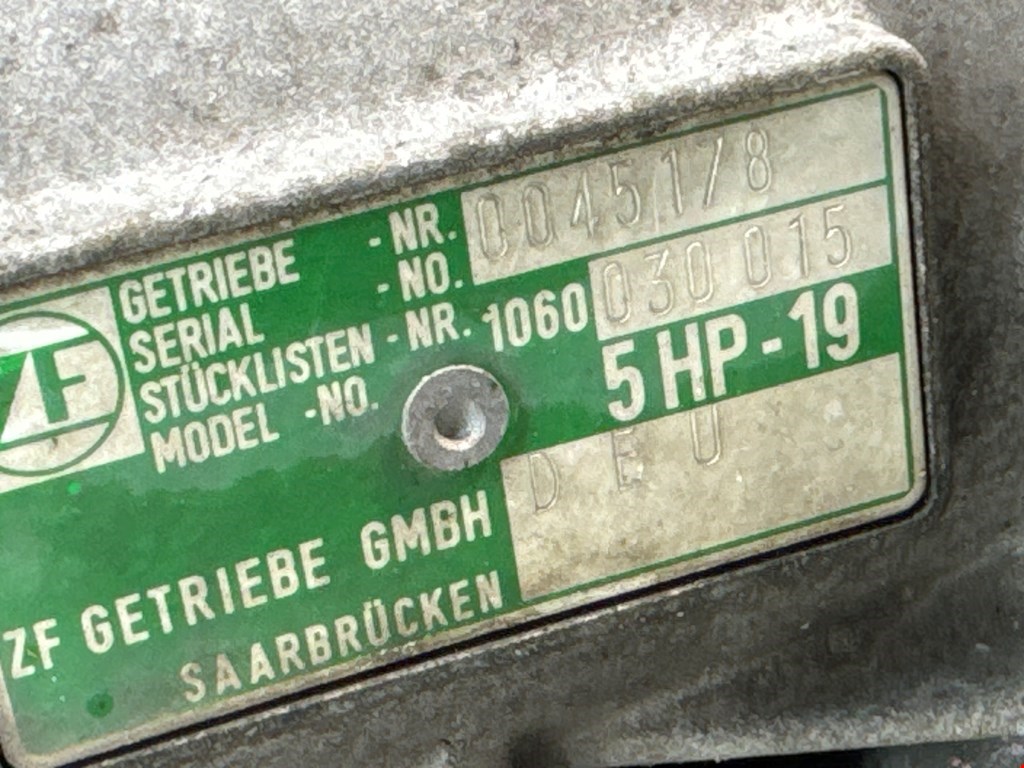 GETRIEBE - NR. 0045178
SERIAL - NO.
STÜCKLISTEN - NR. 1060 030 015
MODEL - NO. 5 HP - 19
D E U
ZF
ZF GETRIEBE GMBH
SAARBRÜCKEN